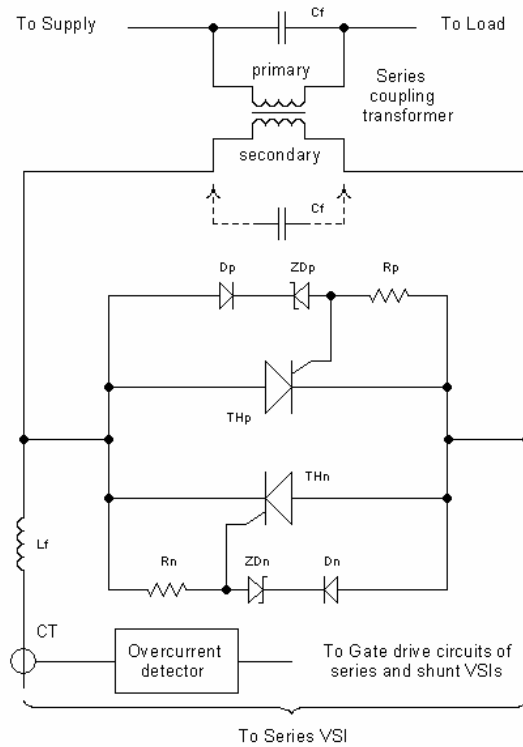 To Supply
Cf
To Load
primary
Series
coupling
transformer
secondary
Cf
Dp
ZDp
Rp
THp
THn
Lf
Rn
ZDn
Dn
CT
Overcurrent
detector
To Gate drive circuits of
series and shunt VSIs
To Series VSI